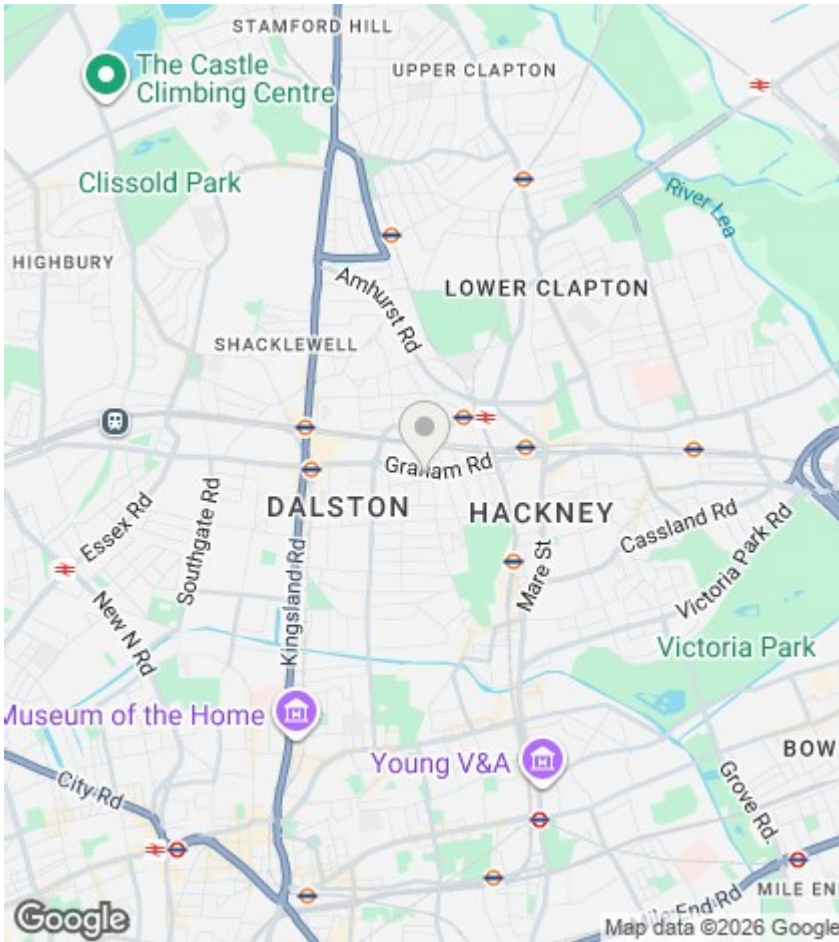 STAMFORD HILL
The Castle
Climbing Centre
UPPER CLAPTON
Clissold Park
River Lea
HIGHBURY
Amhurst Rd
LOWER CLAPTON
SHACKLEWELL
Graham Rd
DALSTON
HACKNEY
Essex Rd
Southgate Rd
Cassland Rd
Victoria Park Rd
Kingsland Rd
Mare St
New N Rd
Victoria Park
Museum of the Home
Young V&A
BOW
City Rd
Grove Rd.
Mile End Rd
MILE EN
Google
Map data ©2026 Google